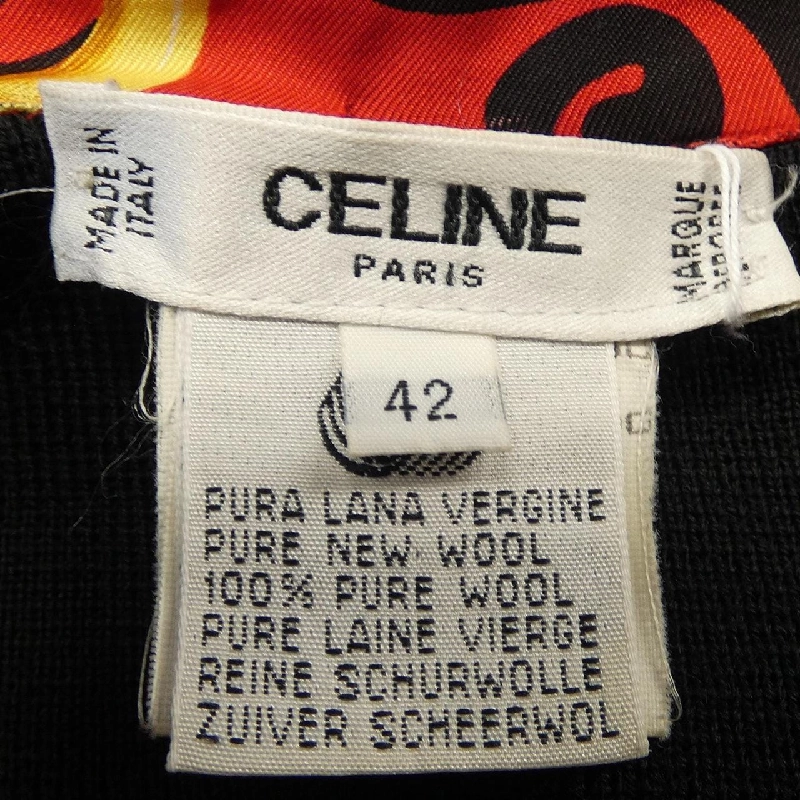 MADE IN
ITALY
CELINE
PARIS
MARQUE
42
PURA LANA VERGINE
PURE NEW WOOL
100% PURE WOOL
PURE LAINE VIERGE
REINE SCHURWOLLE
ZUIVER SCHEERWOL